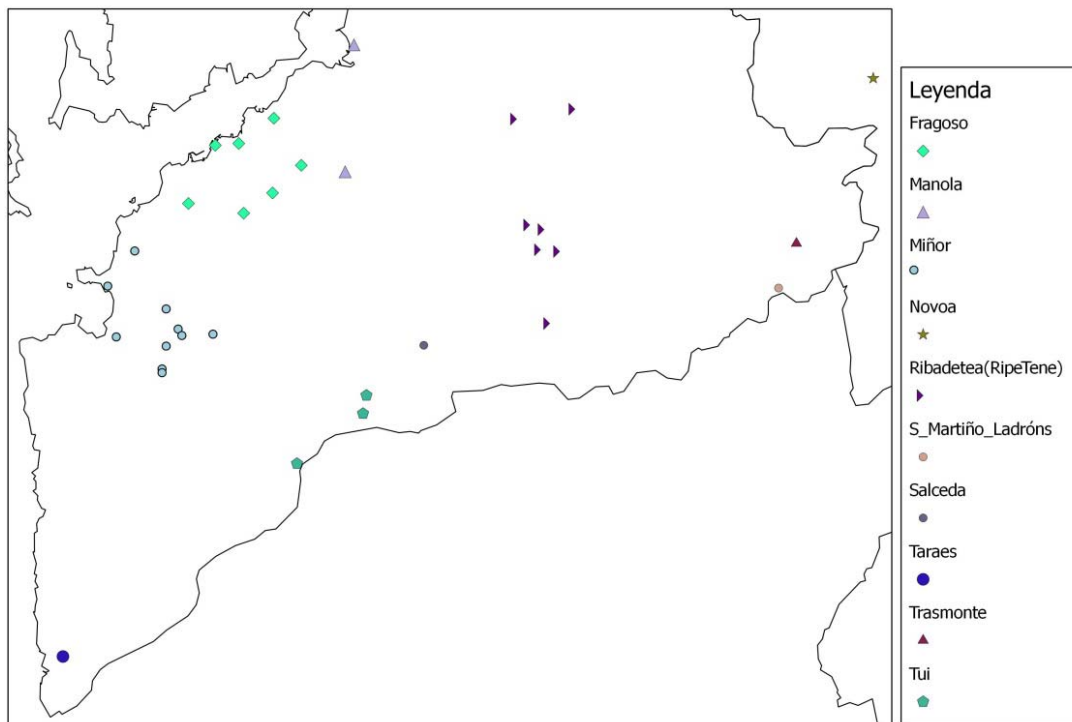 Leyenda
Fragoso
Manola
Miñor
Novoa
Ribadetea(RipeTene)
S_Martiño_Ladróns
Salceda
Taraes
Trasmonte
Tui